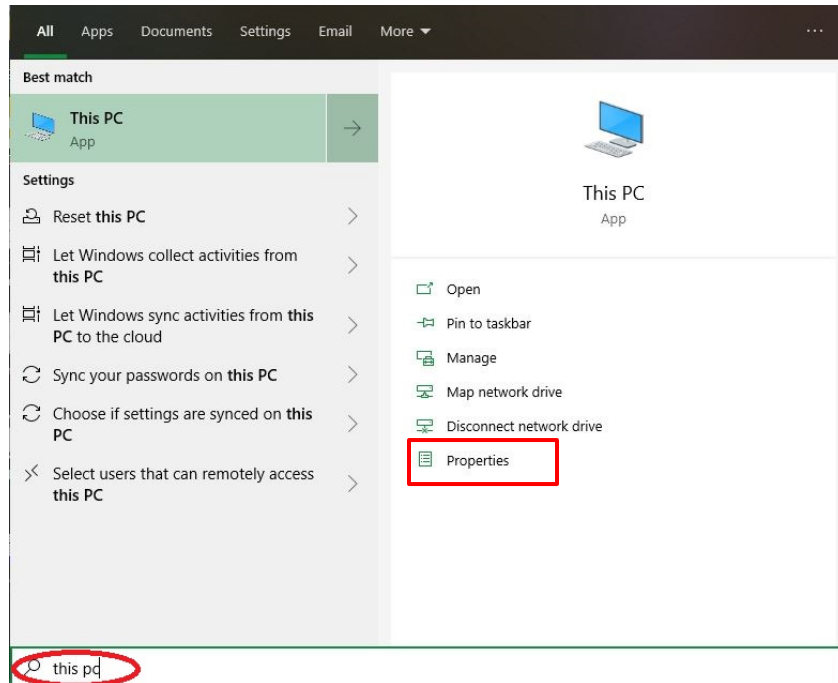 All Apps Documents Settings Email More
Best match
This PC
App
Settings
Reset this PC
Let Windows collect activities from
this PC
Let Windows sync activities from this
PC to the cloud
Sync your passwords on this PC
Choose if settings are synced on this
PC
Select users that can remotely access
this PC
This PC
App
Open
Pin to taskbar
Manage
Map network drive
Disconnect network drive
Properties
this pc